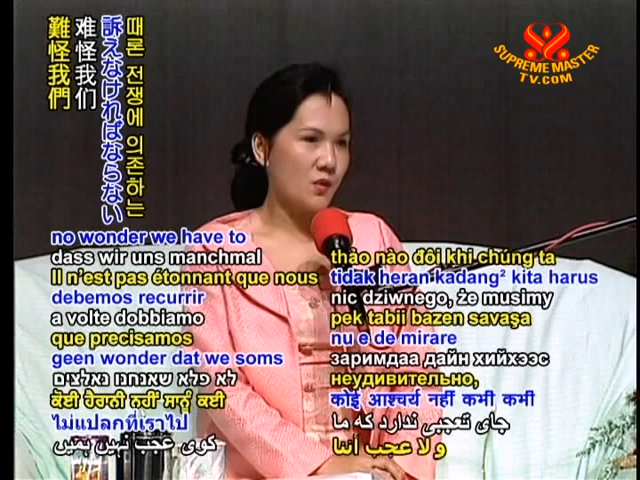 SUPREME MASTER
TV.COM
때론 전쟁에 의존하는
訴えなければならない
难怪我们
難怪我們
no wonder we have to
dass wir uns manchmal
Il n'est pas étonnant que nous
debemos recurrir
a volte dobbiamo
que precisamos
geen wonder dat we soms
לא פלא שאנחנו נאלצים
ਕੋਈ ਹੈਰਾਨੀ ਨਹੀਂ ਸਾਨੂੰ ਕਈ
ไม่แปลกที่เราไป
کوی عجب نہیں ہمیں
thảo nào đôi khi chúng ta
tidak heran kadang² kita harus
nic dziwnego, że musimy
pek tabii bazen savaşa
nu e de mirare
заримдаа дайн хийхээс
неудивительно,
कोई आश्चर्य नहीं कभी कभी
جای تعجبی ندارد که ما
و لا عجب أننا